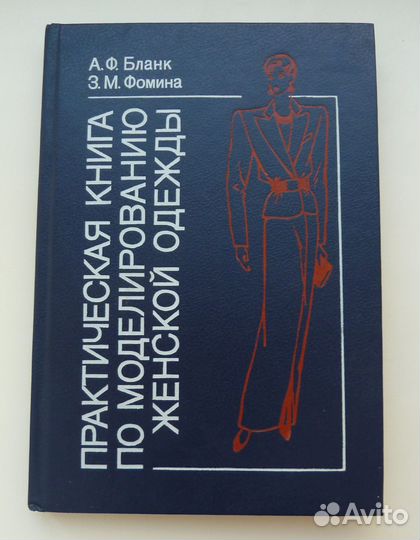 А. Ф. Бланк
З. М. Фомина
ПРАКТИЧЕСКАЯ КНИГА
ПО МОДЕЛИРОВАНИЮ
ЖЕНСКОЙ ОДЕЖДЫ
Avito